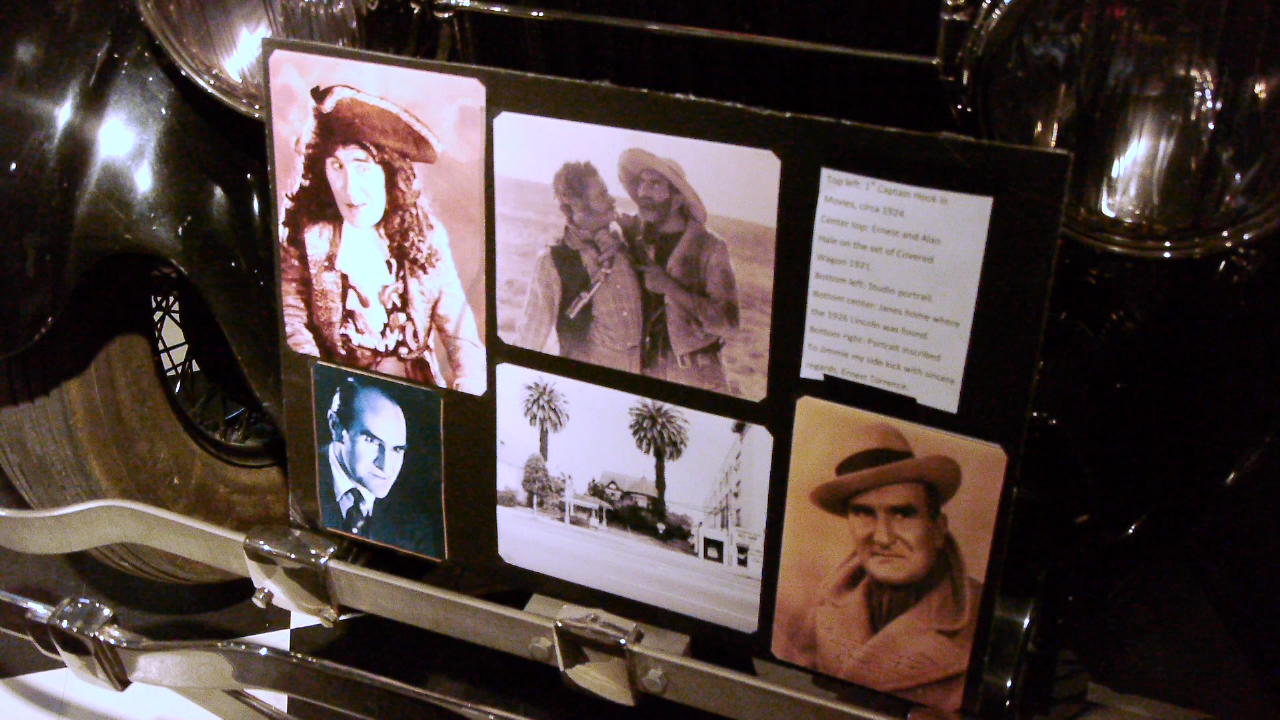 Top left: 1st Captain Hook in
Movies, circa 1924.
Center top: Ernest and Alan
Hale on the set of Covered
Wagon 1921.
Bottom left: Studio portrait.
Bottom center: Janes home where
the 1926 Lincoln was found.
Bottom right: Portrait inscribed
to Jimmie my side kick with sincere
regards, Ernest Torrence.